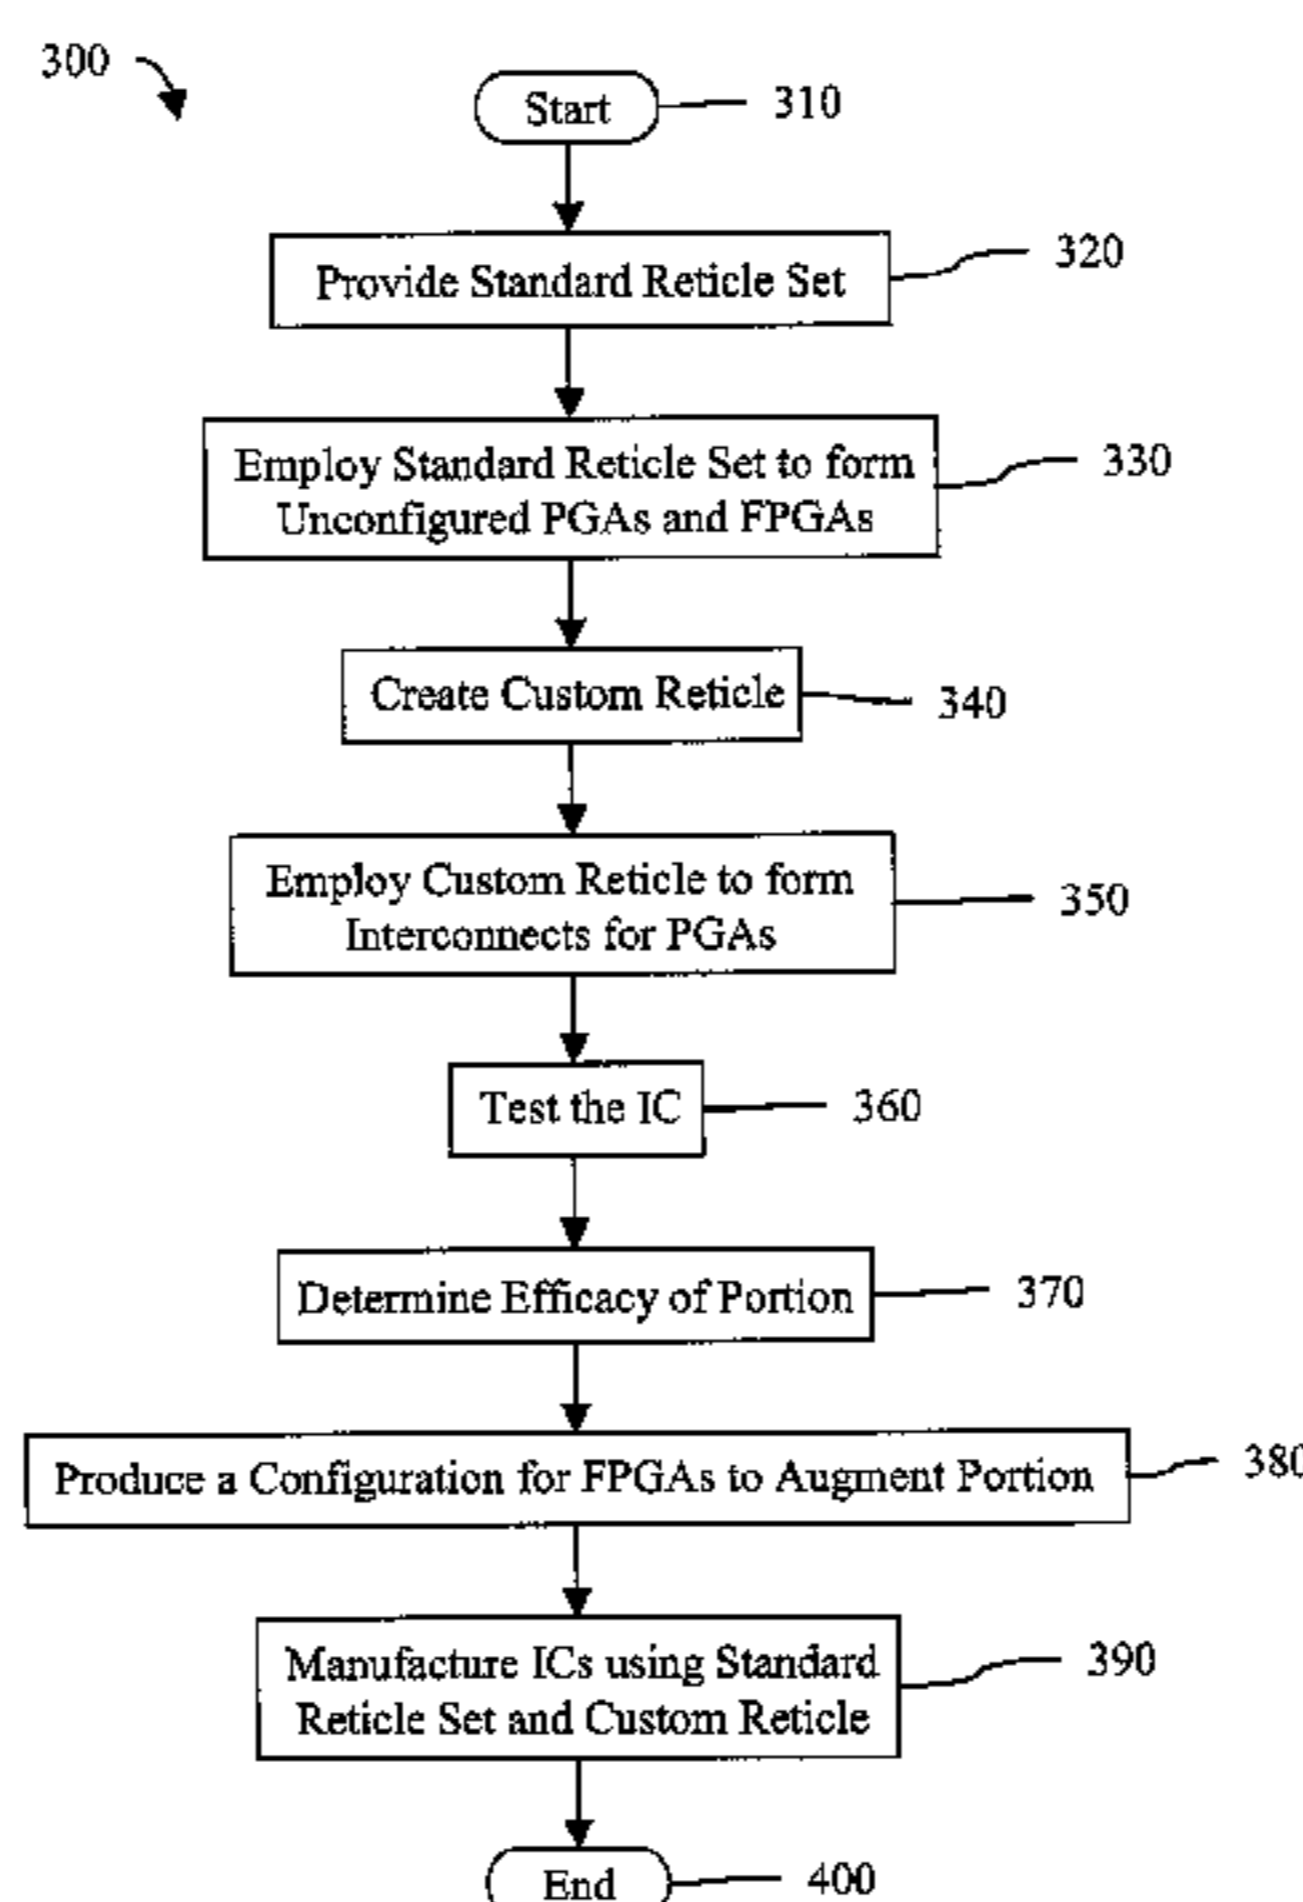 300
Start
310
Provide Standard Reticle Set
320
Employ Standard Reticle Set to form
Unconfigured PGAs and FPGAs
330
Create Custom Reticle
340
Employ Custom Reticle to form
Interconnects for PGAs
350
Test the IC
360
Determine Efficacy of Portion
370
Produce a Configuration for FPGAs to Augment Portion
380
Manufacture ICs using Standard
Reticle Set and Custom Reticle
390
End
400